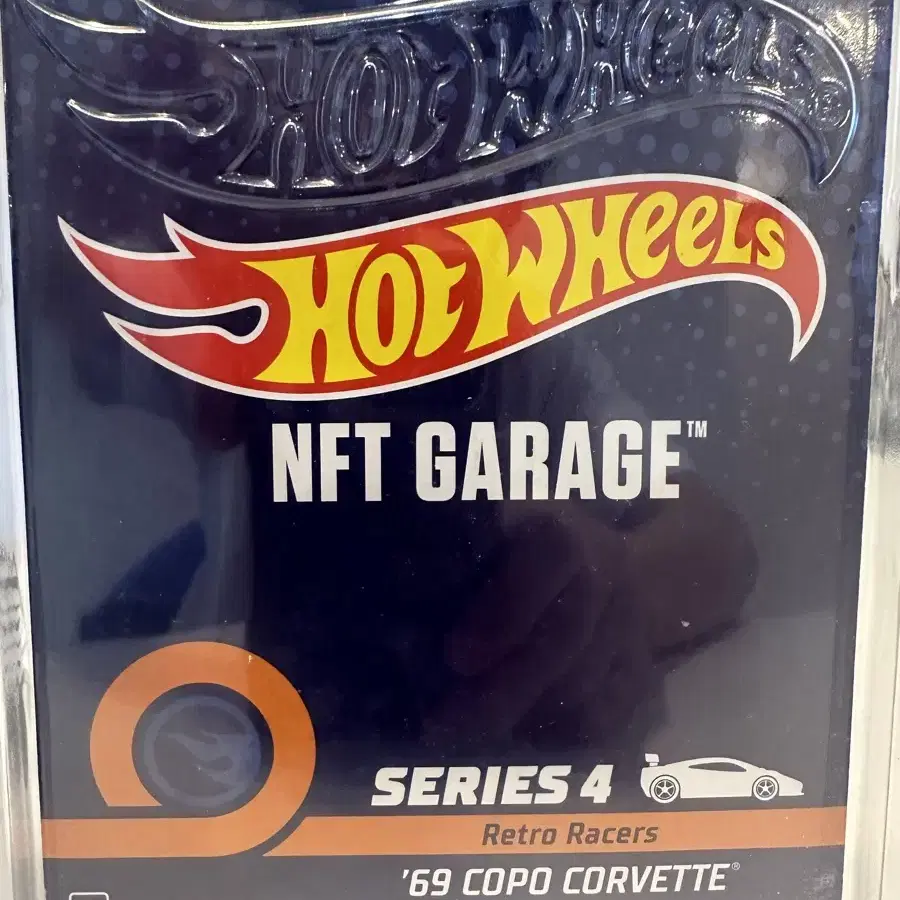 HOT WHEELS®
HOT WHEELS
NFT GARAGE™
SERIES 4
Retro Racers
'69 COPO CORVETTE®